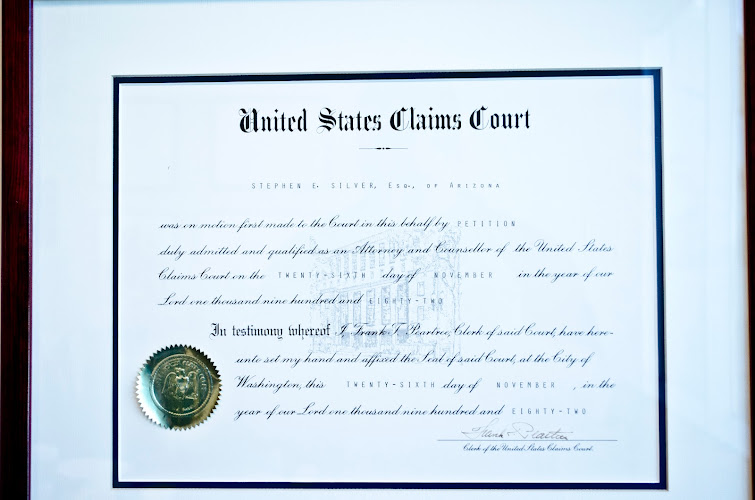 United States Claims Court
STEPHEN E. SILVER, Esq., of Arizona
was on motion first made to the Court in this behalf by PETITION
duly admitted and qualified as an Attorney and Counsellor of the United States
Claims Court on the TWENTY-SIXTH day of NOVEMBER in the year of our
Lord one thousand nine hundred and EIGHTY-TWO
In testimony whereof I, Frank T. Peartree, Clerk of said Court, have here-
unto set my hand and affixed the Seal of said Court, at the City of
Washington, this TWENTY-SIXTH day of NOVEMBER , in the
year of our Lord one thousand nine hundred and EIGHTY-TWO
Clerk of the United States Claims Court.